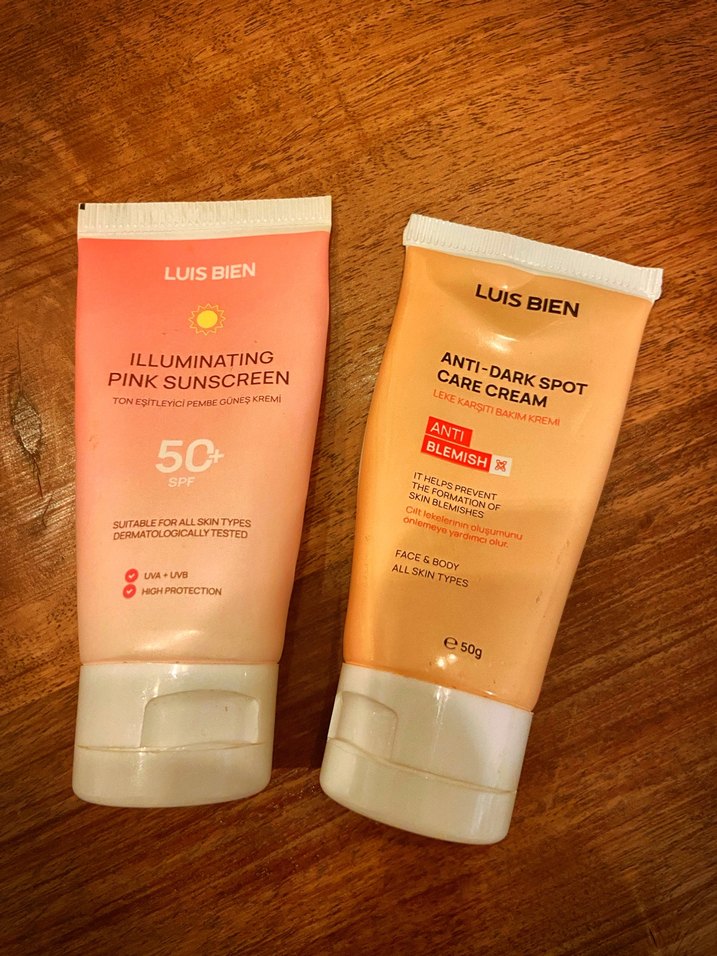 LUIS BIEN
ILLUMINATING
PINK SUNSCREEN
TON EŞİTLEYİCİ PEMBE GÜNEŞ KREMİ
50+
SPF
SUITABLE FOR ALL SKIN TYPES
DERMATOLOGICALLY TESTED
UVA + UVB
HIGH PROTECTION
LUIS BIEN
ANTI-DARK SPOT
CARE CREAM
LEKE KARŞITI BAKIM KREMİ
ANTI
BLEMISH
IT HELPS PREVENT
THE FORMATION OF
SKIN BLEMISHES
Cilt lekelerinin oluşumunu
önlemeye yardımcı olur.
FACE & BODY
ALL SKIN TYPES
℮ 50g